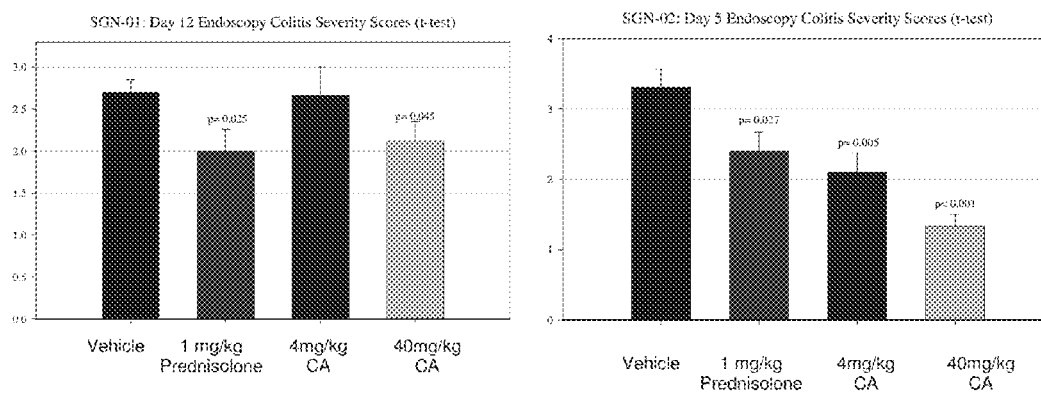 SGN-01: Day 12 Endoscopy Colitis Severity Scores (t-test)
3.0
2.5
2.0
1.5
1.0
0.5
0.0
p= 0.025
p= 0.045
Vehicle
1 mg/kg
Prednisolone
4mg/kg
CA
40mg/kg
CA
SGN-02: Day 5 Endoscopy Colitis Severity Scores (t-test)
4
3
2
1
0
p= 0.027
p= 0.005
p< 0.001
Vehicle
1 mg/kg
Prednisolone
4mg/kg
CA
40mg/kg
CA